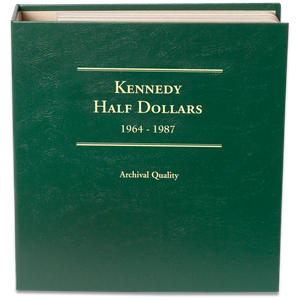 KENNEDY
HALF DOLLARS
1964 - 1987
Archival Quality